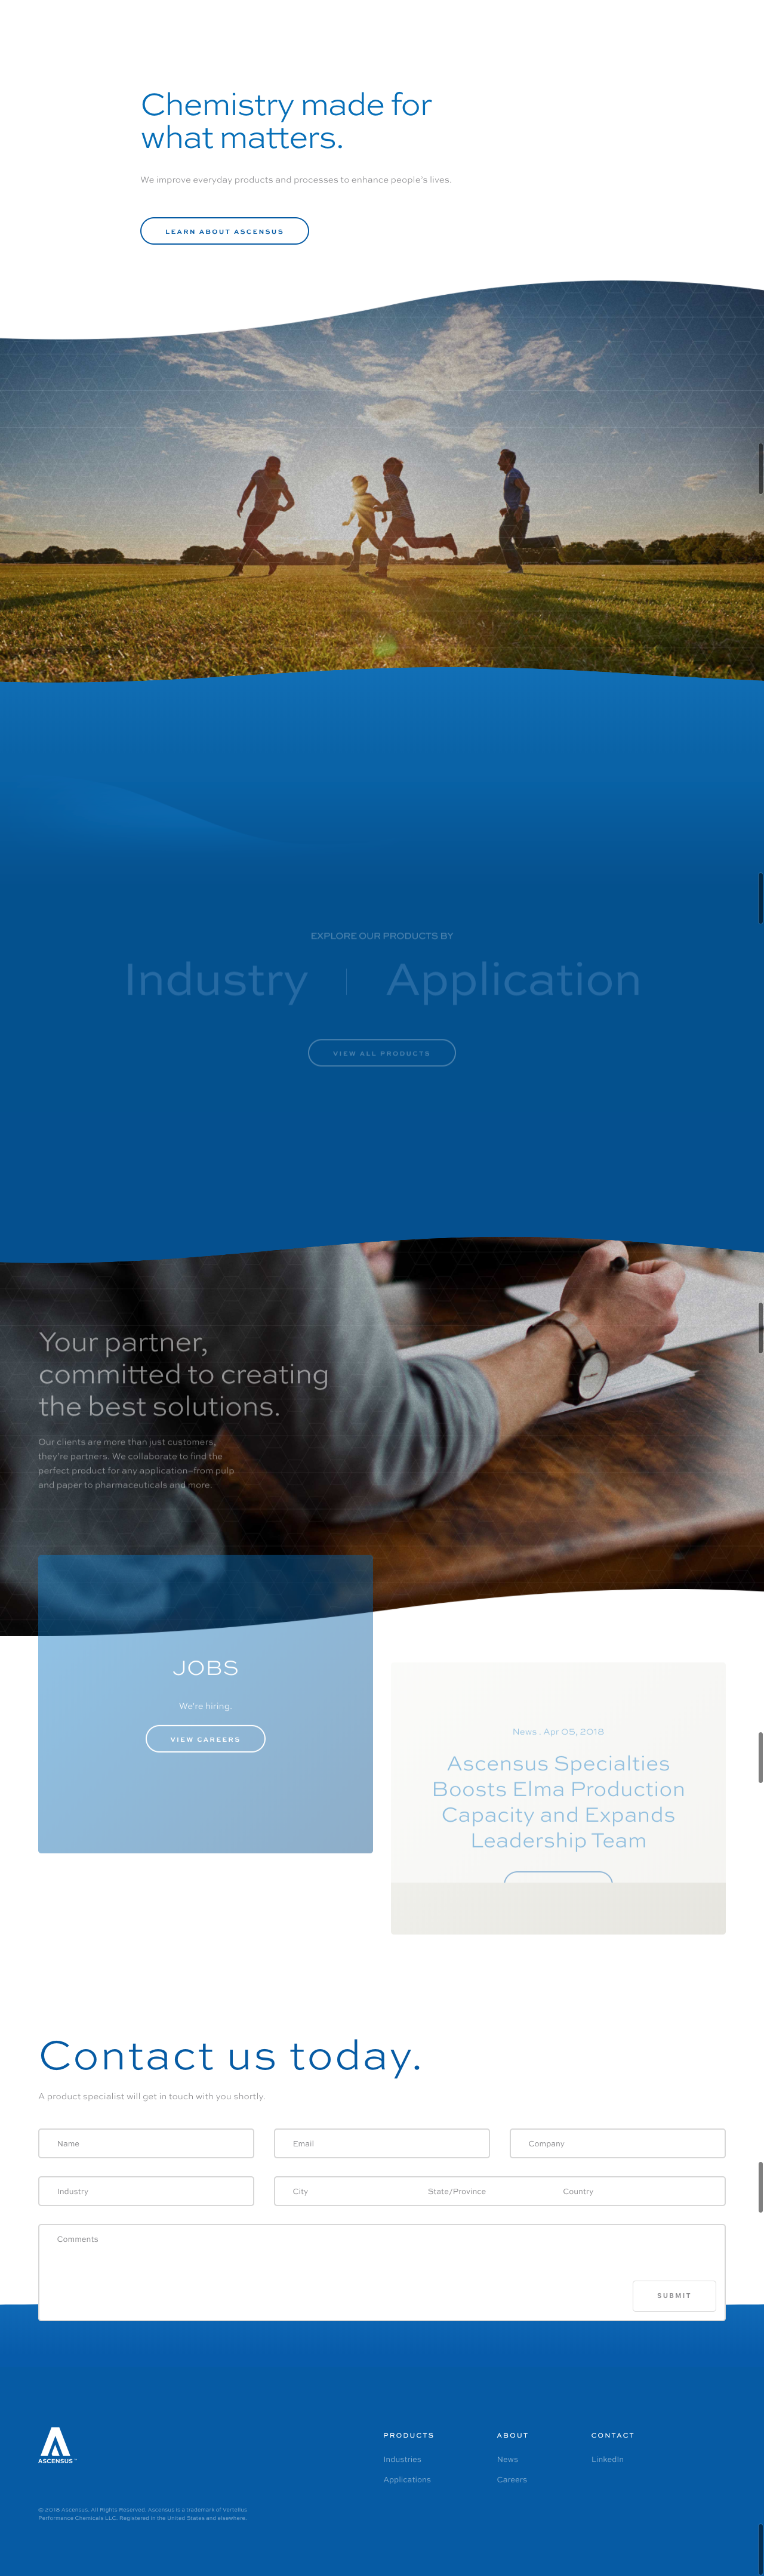 Chemistry made for
what matters.
We improve everyday products and processes to enhance people's lives.
LEARN ABOUT ASCENSUS
EXPLORE OUR PRODUCTS BY
Industry | Application
VIEW ALL PRODUCTS
Your partner,
committed to creating
the best solutions.
Our clients are more than just customers,
they're partners. We collaborate to find the
perfect product for any application–from pulp
and paper to pharmaceuticals and more.
JOBS
We're hiring.
VIEW CAREERS
News . Apr 05, 2018
Ascensus Specialties
Boosts Elma Production
Capacity and Expands
Leadership Team
Contact us today.
A product specialist will get in touch with you shortly.
Name Email Company
Industry City State/Province Country
Comments
SUBMIT
ASCENSUS™
PRODUCTS ABOUT CONTACT
Industries News LinkedIn
Applications Careers
© 2018 Ascensus. All Rights Reserved. Ascensus is a trademark of Vertellus
Performance Chemicals LLC. Registered in the United States and elsewhere.